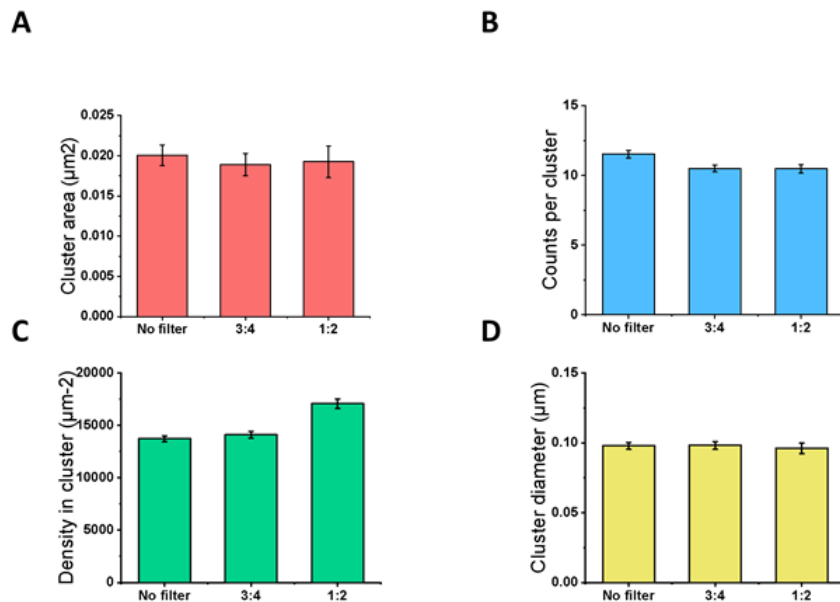 A
Cluster area (µm2)
0.025
0.020
0.015
0.010
0.005
0.000
No filter 3:4 1:2
B
Counts per cluster
15
10
5
0
No filter 3:4 1:2
C
Density in cluster (µm-2)
20000
15000
10000
5000
0
No filter 3:4 1:2
D
Cluster diameter (µm)
0.15
0.10
0.05
0.00
No filter 3:4 1:2